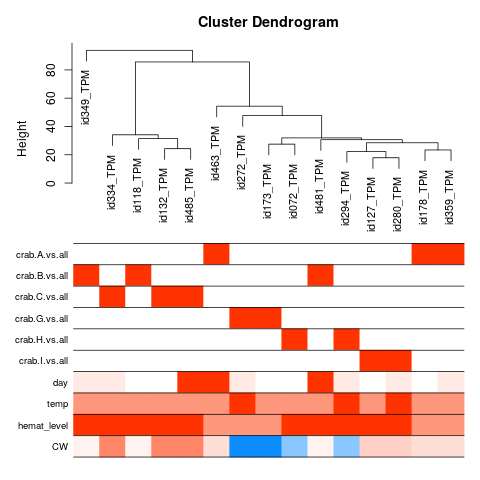 Cluster Dendrogram
Height
0
20
40
60
80
id349_TPM
id334_TPM
id118_TPM
id132_TPM
id485_TPM
id463_TPM
id272_TPM
id173_TPM
id072_TPM
id481_TPM
id294_TPM
id127_TPM
id280_TPM
id178_TPM
id359_TPM
crab.A.vs.all
crab.B.vs.all
crab.C.vs.all
crab.G.vs.all
crab.H.vs.all
crab.I.vs.all
day
temp
hemat_level
CW